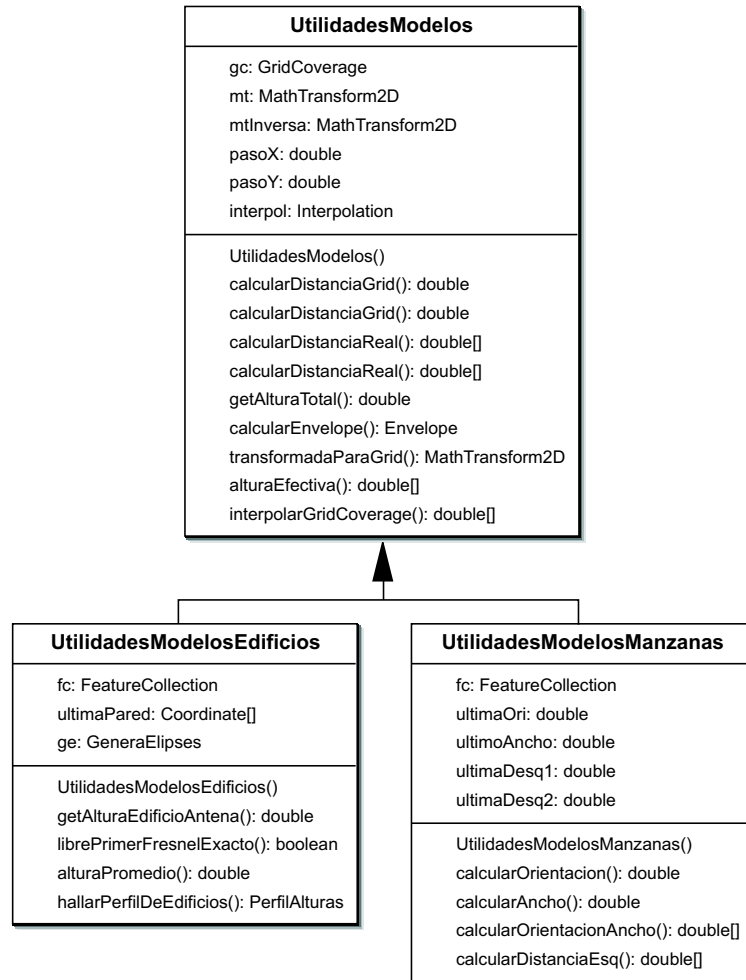 UtilidadesModelos
gc: GridCoverage
mt: MathTransform2D
mtInversa: MathTransform2D
pasoX: double
pasoY: double
interpol: Interpolation
UtilidadesModelos()
calcularDistanciaGrid(): double
calcularDistanciaGrid(): double
calcularDistanciaReal(): double[]
calcularDistanciaReal(): double[]
getAlturaTotal(): double
calcularEnvelope(): Envelope
transformadaParaGrid(): MathTransform2D
alturaEfectiva(): double[]
interpolarGridCoverage(): double[]
UtilidadesModelosEdificios
fc: FeatureCollection
ultimaPared: Coordinate[]
ge: GeneraElipses
UtilidadesModelosEdificios()
getAlturaEdificioAntena(): double
librePrimerFresnelExacto(): boolean
alturaPromedio(): double
hallarPerfilDeEdificios(): PerfilAlturas
UtilidadesModelosManzanas
fc: FeatureCollection
ultimaOri: double
ultimoAncho: double
ultimaDesq1: double
ultimaDesq2: double
UtilidadesModelosManzanas()
calcularOrientacion(): double
calcularAncho(): double
calcularOrientacionAncho(): double[]
calcularDistanciaEsq(): double[]